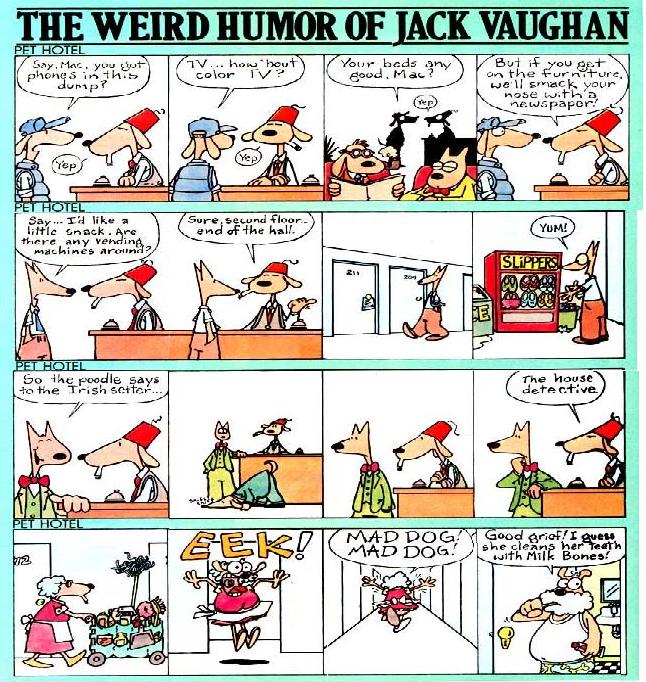 THE WEIRD HUMOR OF JACK VAUGHAN
PET HOTEL
Say, Mac, you got
phones in this
dump?
Yep
TV... how 'bout
color TV?
Yep
Your beds any
good, Mac?
Yep
But if you get
on the furniture,
we'll smack your
nose with a
newspaper!
PET HOTEL
Say... I'd like a
little snack. Are
there any vending
machines around?
Sure, second floor..
end of the hall.
211
209
YUM!
SLIPPERS
E
PET HOTEL
So the poodle says
to the Irish setter...
The house
detective.
PET HOTEL
EEK!
MAD DOG!
MAD DOG!
Good grief! I guess
she cleans her teeth
with Milk Bones!